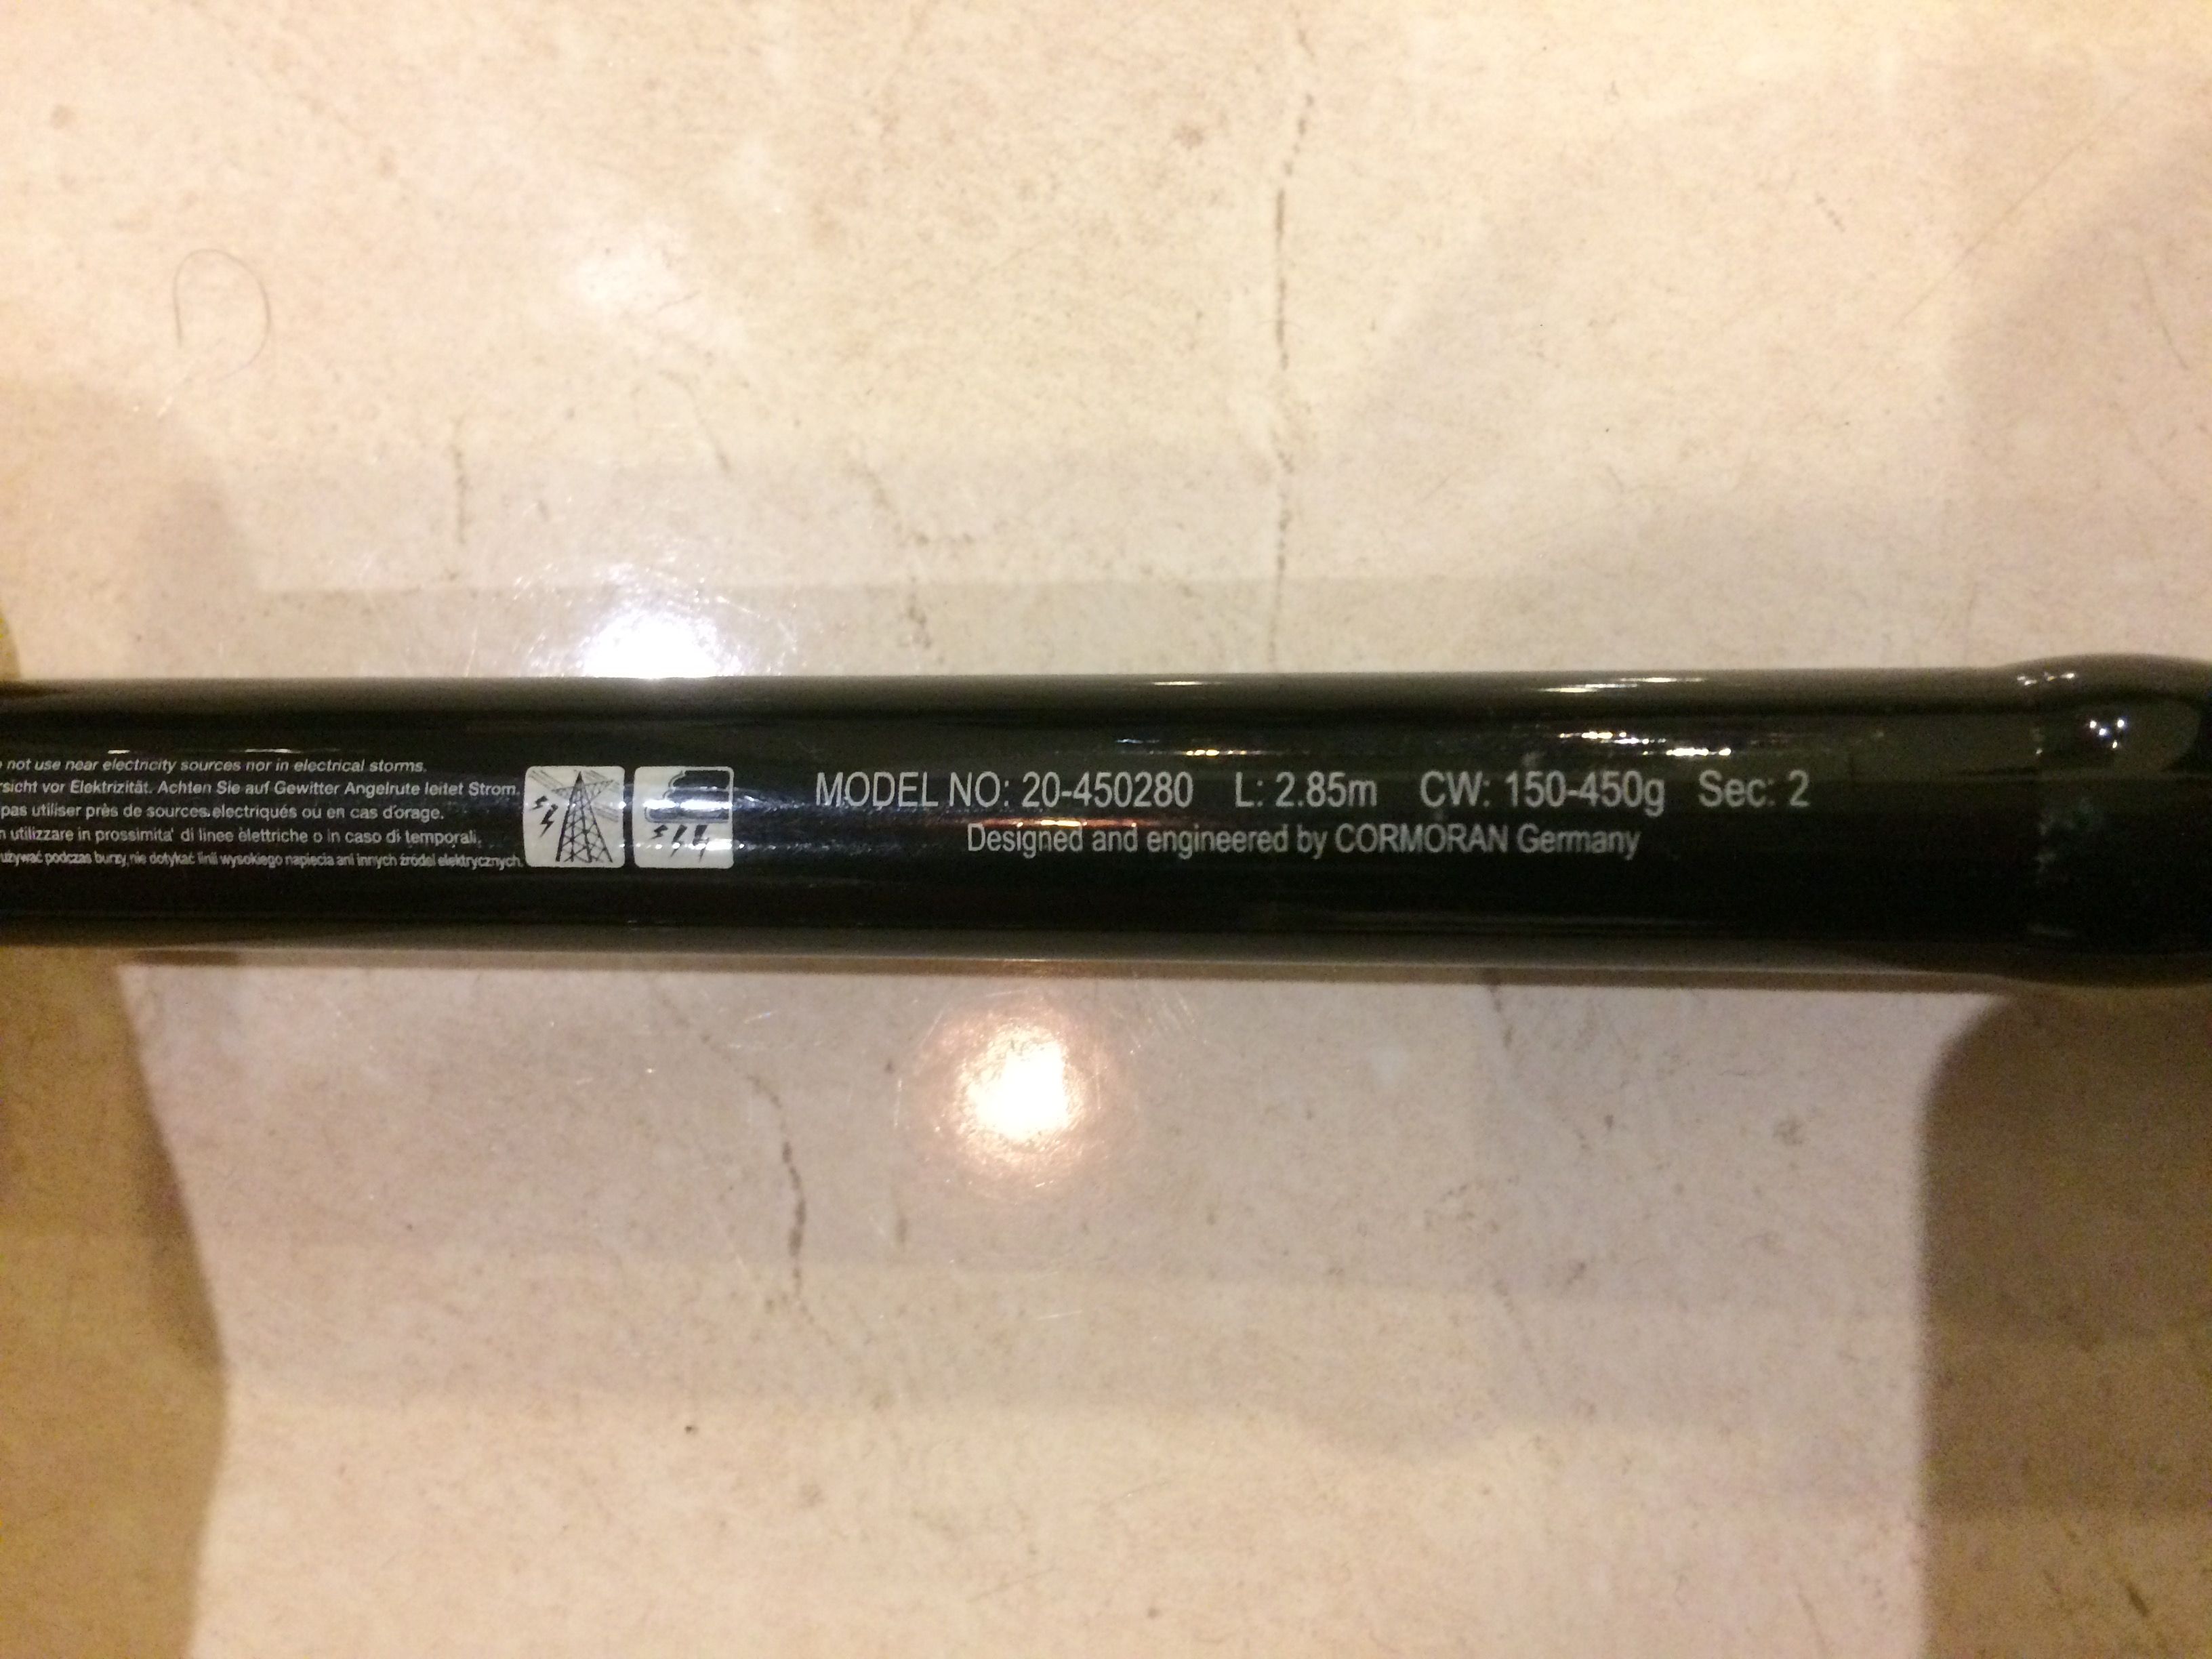 not use near electricity sources nor in electrical storms.
rsicht vor Elektrizität. Achten Sie auf Gewitter Angelrute leitet Strom.
pas utiliser près de sources electriqués ou en cas d'orage.
n utilizzare in prossimita' di linee elettriche o in caso di temporali,
używać podczas burzy, nie dotykać linii wysokiego napiecia ani innych źródel elektrycznych.
MODEL NO: 20-450280 L: 2.85m CW: 150-450g Sec: 2
Designed and engineered by CORMORAN Germany